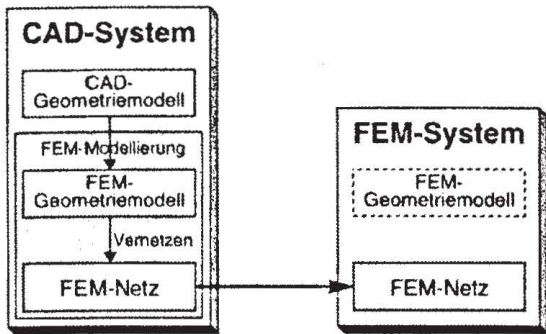 CAD-System
CAD-
Geometriemodell
FEM-Modellierung
FEM-
Geometriemodell
Vernetzen
FEM-Netz
FEM-System
FEM-
Geometriemodell
FEM-Netz